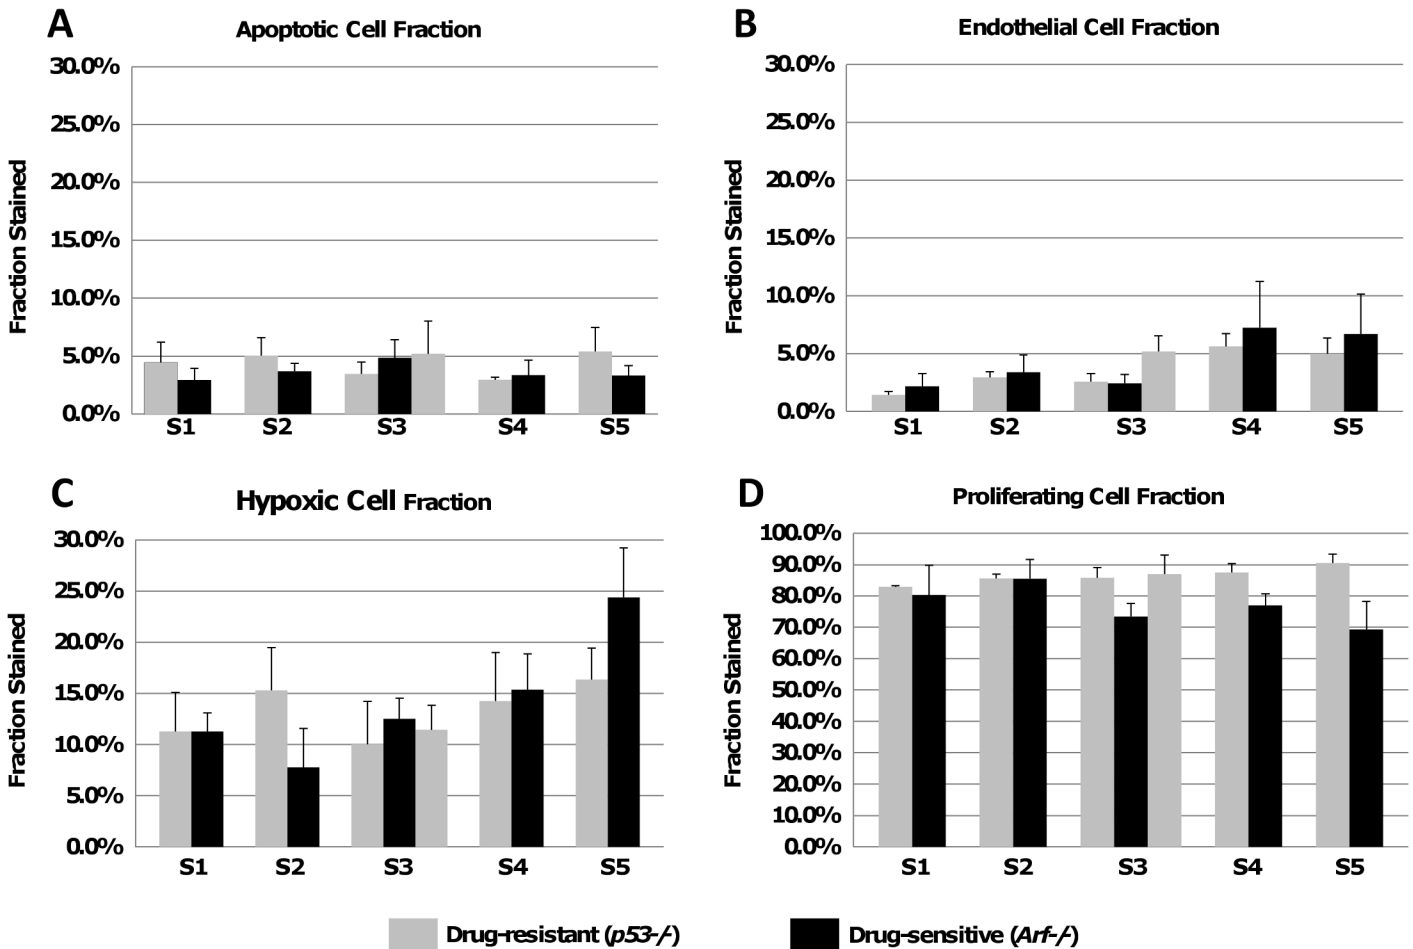 A
Apoptotic Cell Fraction
30.0%
25.0%
20.0%
15.0%
10.0%
5.0%
0.0%
Fraction Stained
S1 S2 S3 S4 S5
B
Endothelial Cell Fraction
30.0%
25.0%
20.0%
15.0%
10.0%
5.0%
0.0%
Fraction Stained
S1 S2 S3 S4 S5
C
Hypoxic Cell Fraction
30.0%
25.0%
20.0%
15.0%
10.0%
5.0%
0.0%
Fraction Stained
S1 S2 S3 S4 S5
D
Proliferating Cell Fraction
100.0%
90.0%
80.0%
70.0%
60.0%
50.0%
40.0%
30.0%
20.0%
10.0%
0.0%
Fraction Stained
S1 S2 S3 S4 S5
Drug-resistant (p53-/-)
Drug-sensitive (Arf-/-)